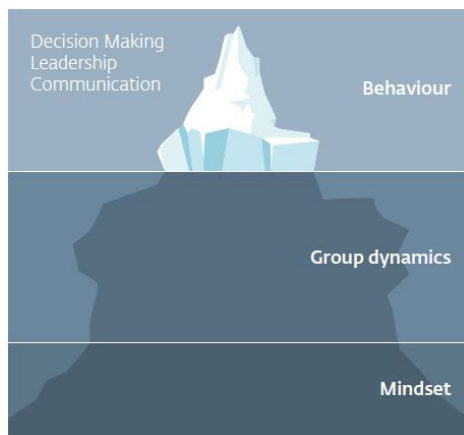 Decision Making
Leadership
Communication
Behaviour
Group dynamics
Mindset